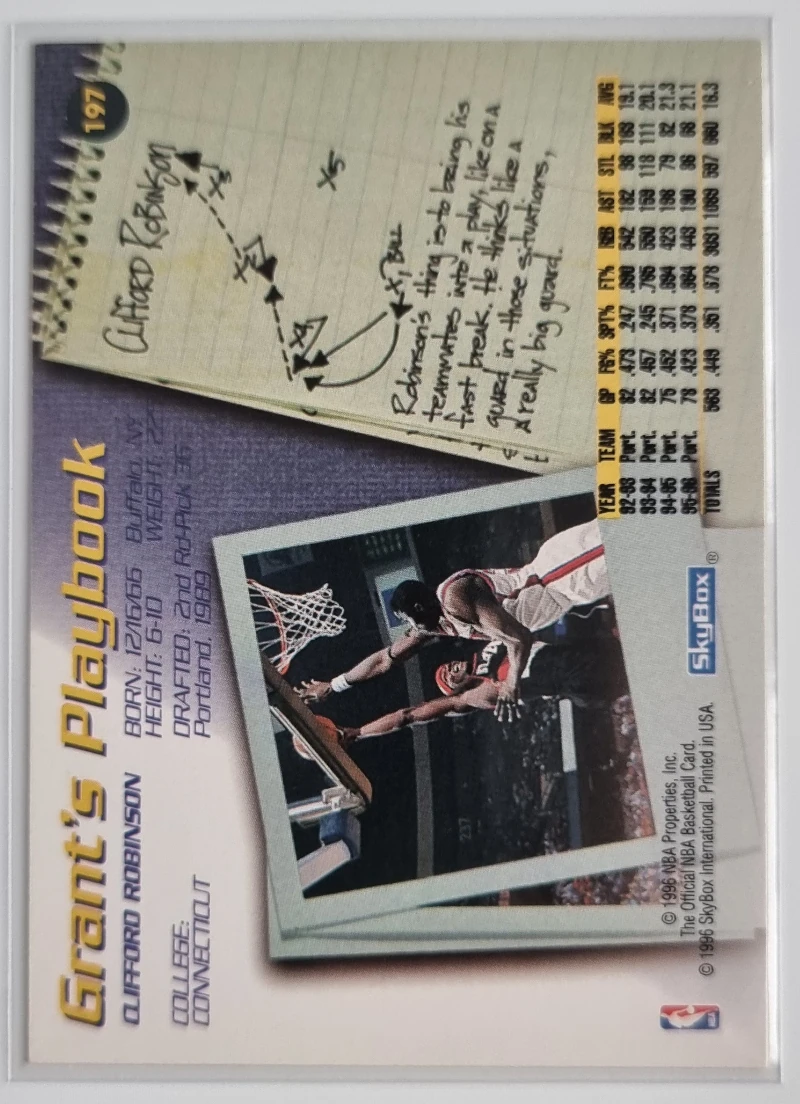 197
Grant's Playbook
CLIFFORD ROBINSON
BORN: 12/16/66 Buffalo, NY
HEIGHT: 6-10 WEIGHT:
COLLEGE:
CONNECTICUT
DRAFTED: 2nd Rd-Pick 36
Portland, 1989
CLIFFORD ROBINSON
X3
X2
X5
X4
X1 BALL
Robinson's thing is to bring his
teammates into a play, like on a
fast break. He thinks like a
guard in those situations,
a really big guard.
237
YEAR TEAM GP FG% 3PT% FT% REB AST STL BLK AVG
92-93 Port. 82 .473 .247 .690 542 182 98 163 19.1
93-94 Port. 82 .457 .245 .765 550 159 118 111 20.1
94-95 Port. 75 .452 .371 .694 423 198 79 82 21.3
95-96 Port. 78 .423 .378 .664 443 190 86 68 21.1
TOTALS 563 .449 .351 .678 3081 1089 597 660 16.3
© 1996 NBA Properties, Inc.
The Official NBA Basketball Card.
© 1996 SkyBox International. Printed in USA.
SkyBox®